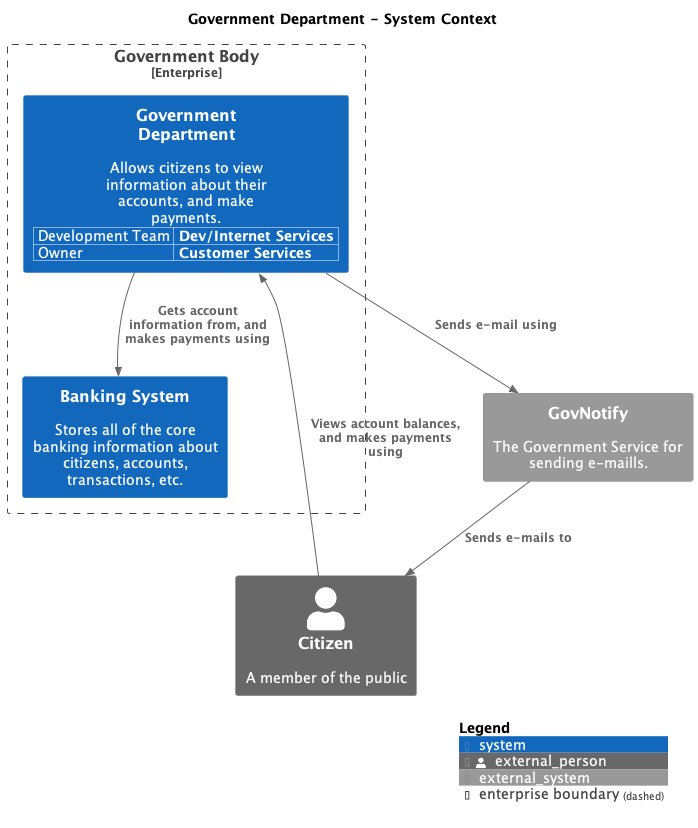 Government Department - System Context
Government Body
[Enterprise]
Government
Department
Allows citizens to view
information about their
accounts, and make
payments.
Development Team Dev/Internet Services
Owner Customer Services
Gets account
information from, and
makes payments using
Sends e-mail using
Banking System
Stores all of the core
banking information about
citizens, accounts,
transactions, etc.
GovNotify
The Government Service for
sending e-maills.
Views account balances,
and makes payments
using
Sends e-mails to
Citizen
A member of the public
Legend
system
external_person
external_system
enterprise boundary (dashed)